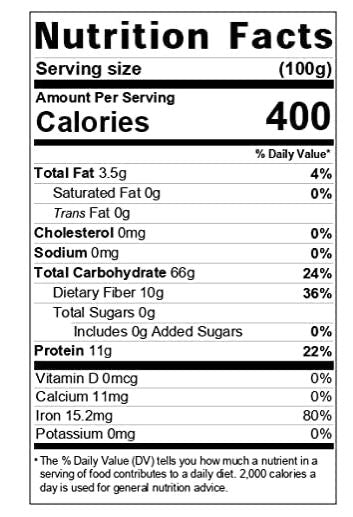 Nutrition Facts
Serving size (100g)
Amount Per Serving
Calories 400
% Daily Value*
Total Fat 3.5g 4%
Saturated Fat 0g 0%
Trans Fat 0g
Cholesterol 0mg 0%
Sodium 0mg 0%
Total Carbohydrate 66g 24%
Dietary Fiber 10g 36%
Total Sugars 0g
Includes 0g Added Sugars 0%
Protein 11g 22%
Vitamin D 0mcg 0%
Calcium 11mg 0%
Iron 15.2mg 80%
Potassium 0mg 0%
* The % Daily Value (DV) tells you how much a nutrient in a
serving of food contributes to a daily diet. 2,000 calories a
day is used for general nutrition advice.